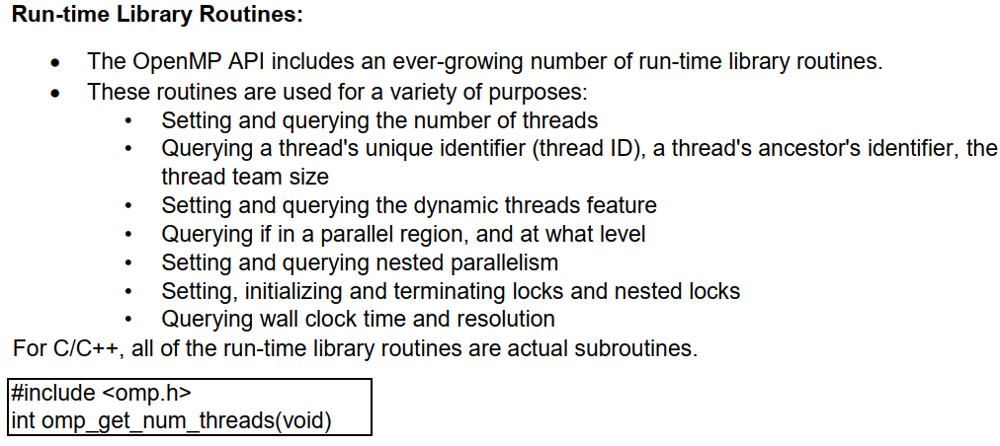 Run-time Library Routines:
• The OpenMP API includes an ever-growing number of run-time library routines.
• These routines are used for a variety of purposes:
• Setting and querying the number of threads
• Querying a thread's unique identifier (thread ID), a thread's ancestor's identifier, the
thread team size
• Setting and querying the dynamic threads feature
• Querying if in a parallel region, and at what level
• Setting and querying nested parallelism
• Setting, initializing and terminating locks and nested locks
• Querying wall clock time and resolution
For C/C++, all of the run-time library routines are actual subroutines.
#include <omp.h>
int omp_get_num_threads(void)